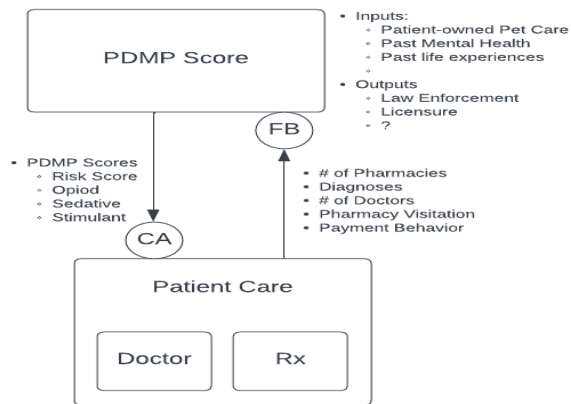 PDMP Score
• Inputs:
◦ Patient-owned Pet Care
◦ Past Mental Health
◦ Past life experiences
◦
• Outputs
◦ Law Enforcement
◦ Licensure
◦ ?
FB
• PDMP Scores
◦ Risk Score
◦ Opiod
◦ Sedative
◦ Stimulant
• # of Pharmacies
• Diagnoses
• # of Doctors
• Pharmacy Visitation
• Payment Behavior
CA
Patient Care
Doctor
Rx